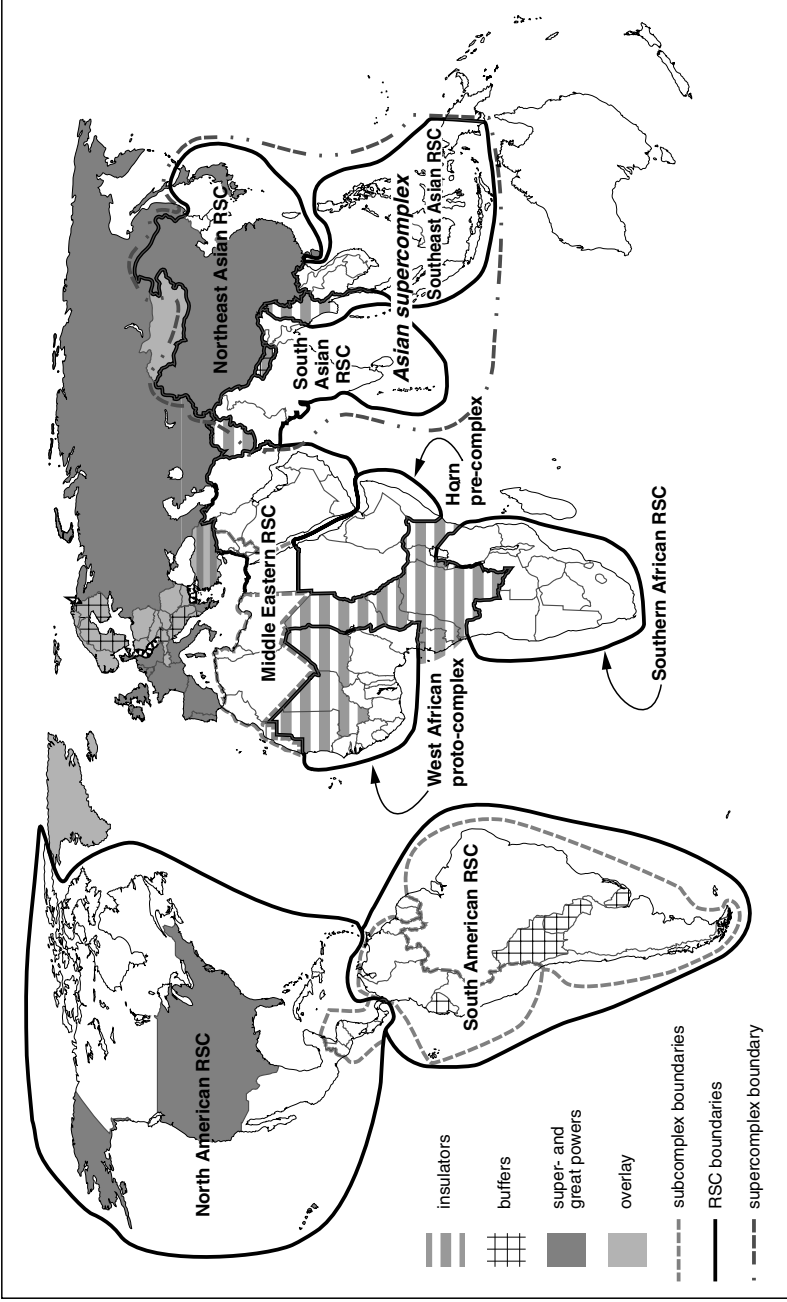 North American RSC
South American RSC
West African
proto-complex
Middle Eastern RSC
Horn
pre-complex
Southern African RSC
Northeast Asian RSC
South
Asian
RSC
Asian supercomplex
Southeast Asian RSC
insulators
buffers
super- and
great powers
overlay
subcomplex boundaries
RSC boundaries
supercomplex boundary